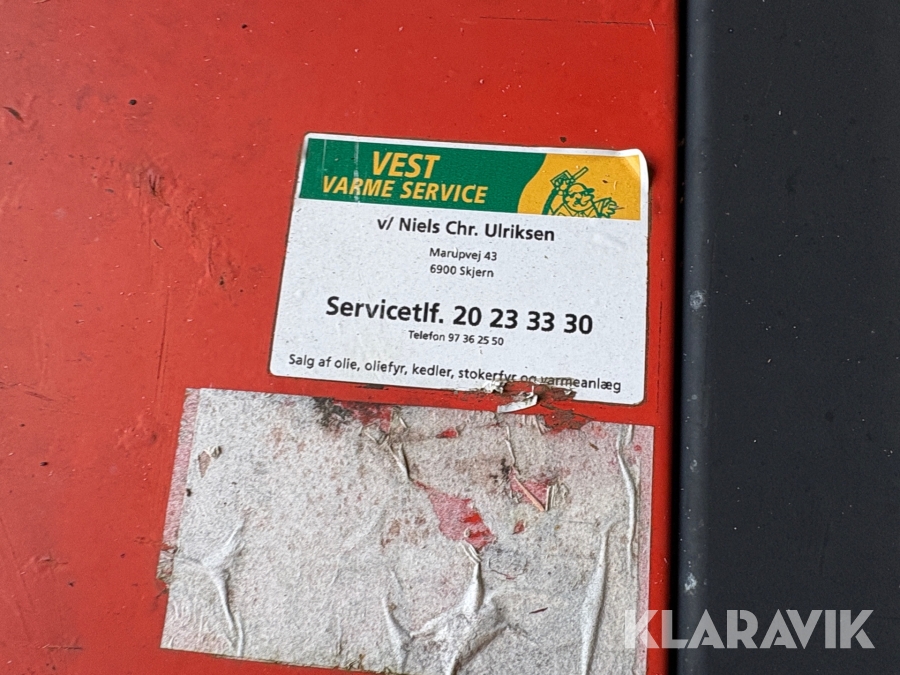 VEST
VARME SERVICE
v/ Niels Chr. Ulriksen
Marupvej 43
6900 Skjern
Servicetlf. 20 23 33 30
Telefon 97 36 25 50
Salg af olie, oliefyr, kedler, stokerfyr og varmeanlæg
KLARAVIK